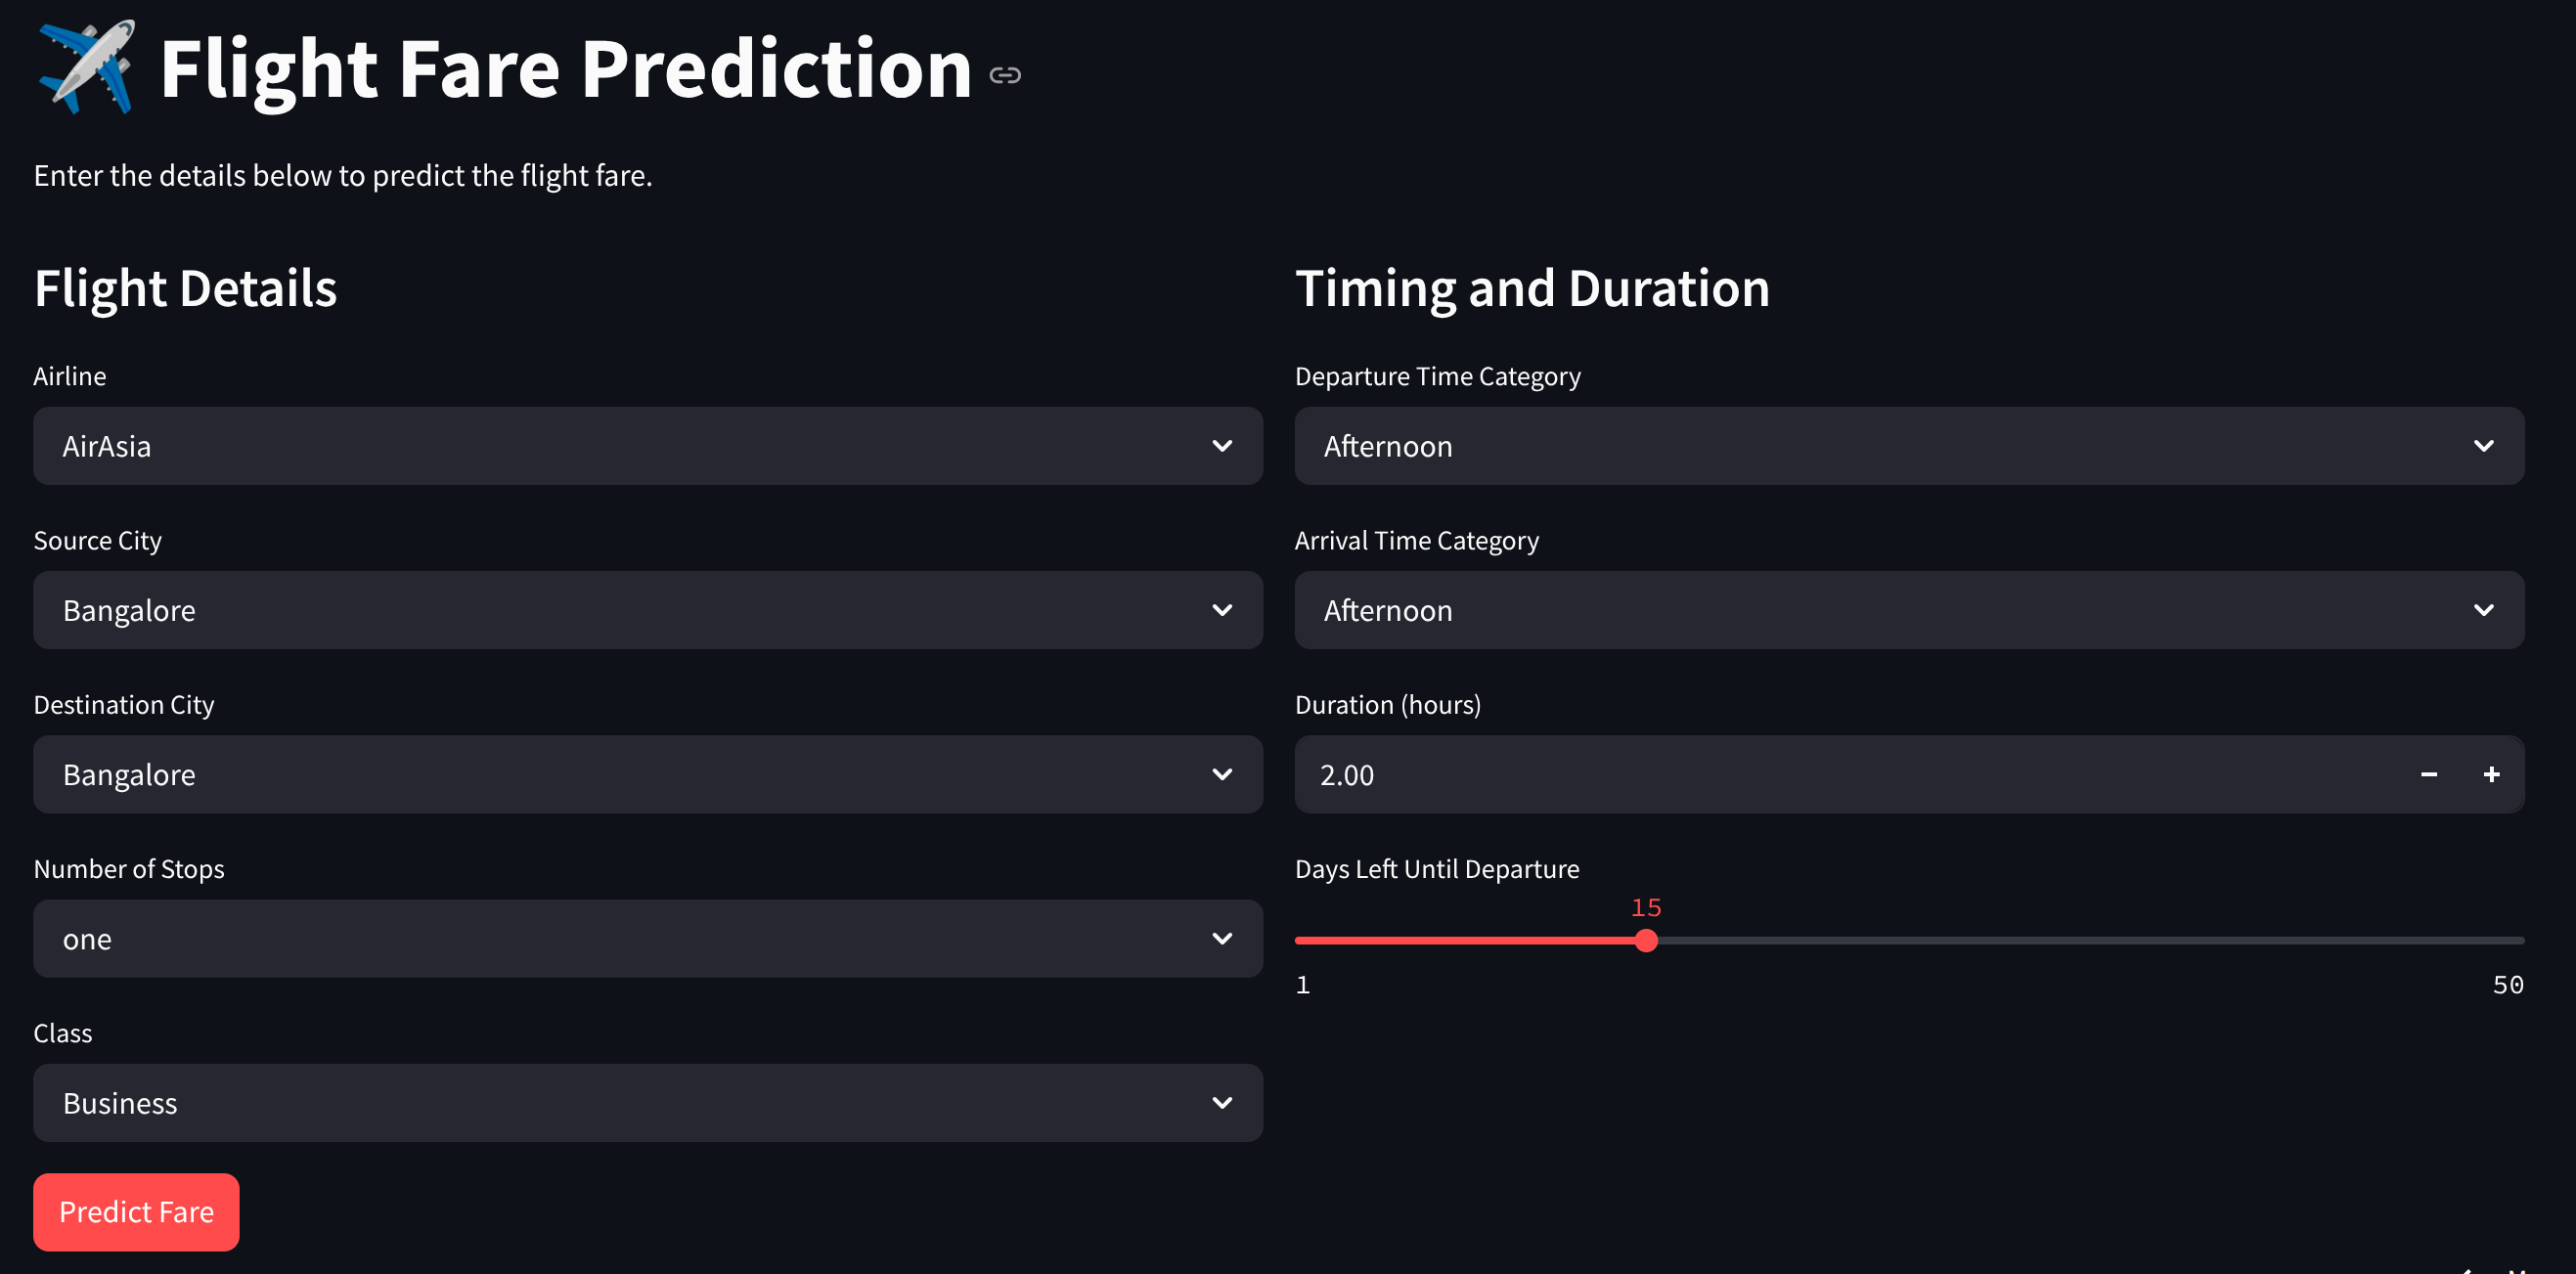 Flight Fare Prediction
Enter the details below to predict the flight fare.
Flight Details
Airline
AirAsia
Source City
Bangalore
Destination City
Bangalore
Number of Stops
one
Class
Business
Predict Fare
Timing and Duration
Departure Time Category
Afternoon
Arrival Time Category
Afternoon
Duration (hours)
2.00
Days Left Until Departure
15
1
50